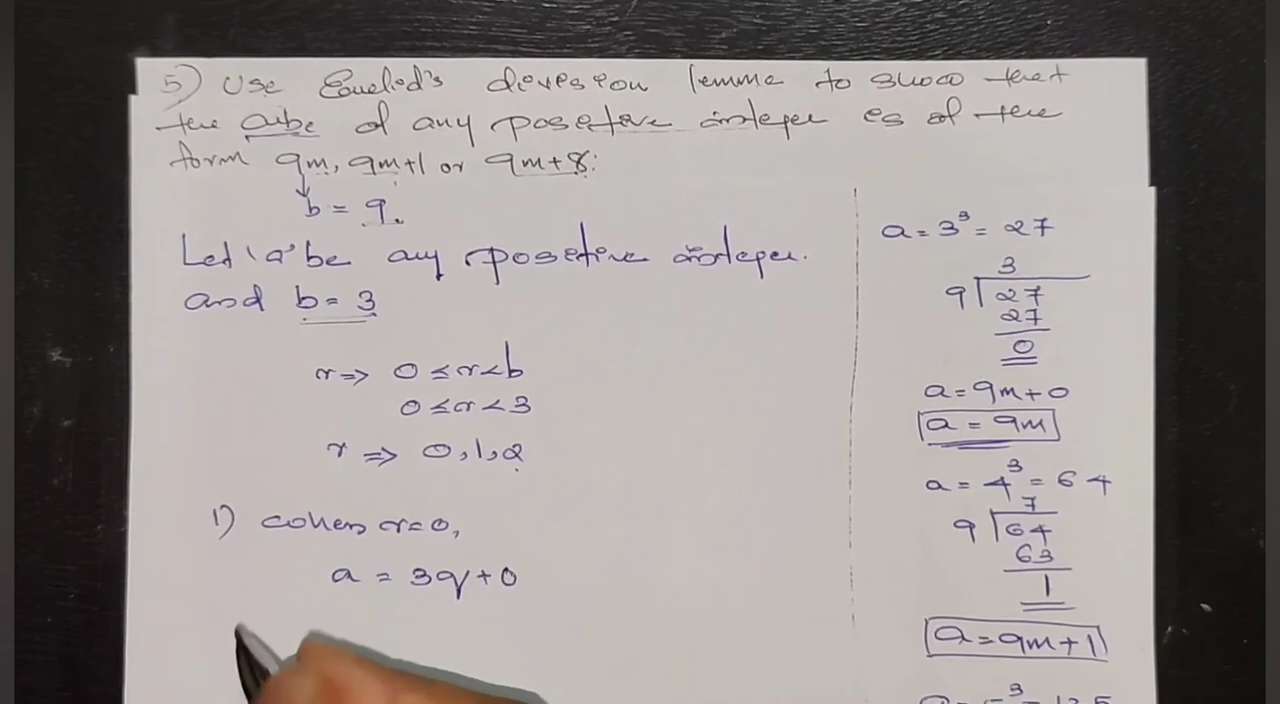 5) Use Euclid's division lemma to show that
the cube of any positive integer is of the
form 9m, 9m+1 or 9m+8.
b = 9.
Let 'a' be any positive integer.
and b = 3
r => 0 ≤ r < b
0 ≤ r < 3
r => 0, 1, 2
1) when r = 0,
a = 3q + 0
a = 3³ = 27
3
9 27
27
0
a = 9m + 0
a = 9m
a = 4³ = 64
7
9 64
63
1
a = 9m + 1